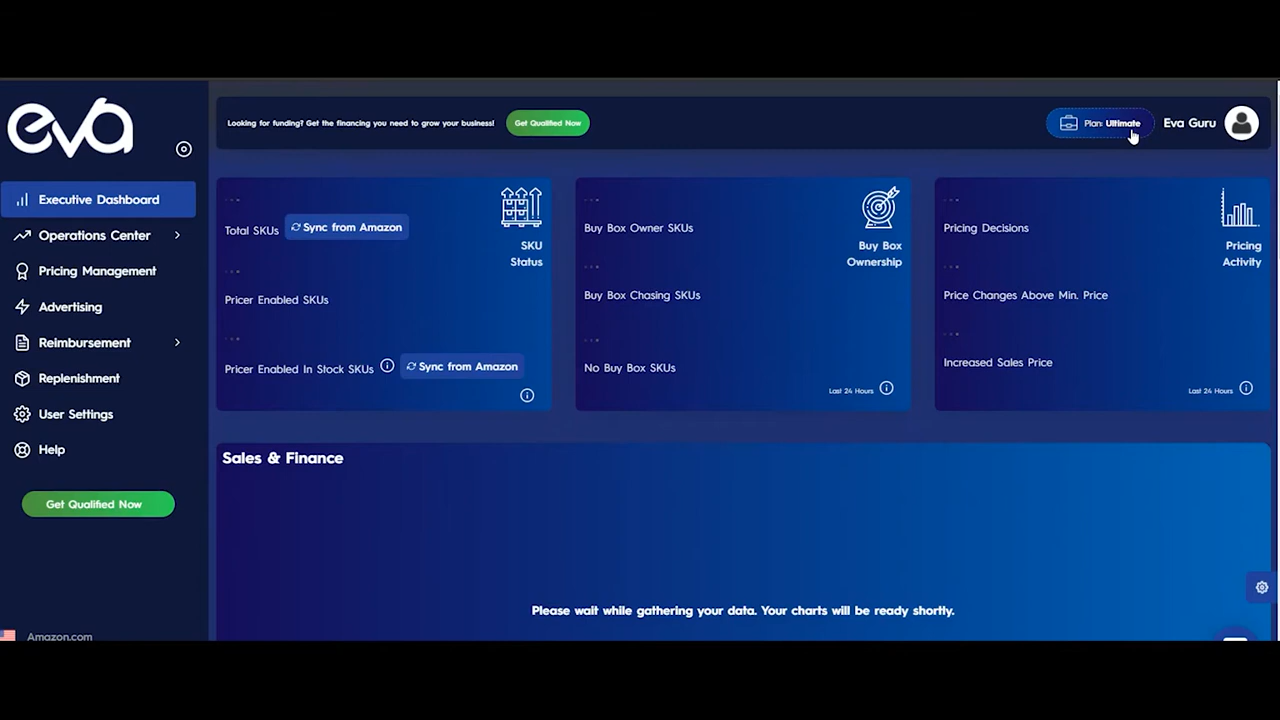 eva
Looking for funding? Get the financing you need to grow your business!
Get Qualified Now
Plan: Ultimate
Eva Guru
Executive Dashboard
Operations Center
Pricing Management
Advertising
Reimbursement
Replenishment
User Settings
Help
Get Qualified Now
Amazon.com
...
Total SKUs
Sync from Amazon
...
Pricer Enabled SKUs
...
Pricer Enabled In Stock SKUs
Sync from Amazon
SKU
Status
...
Buy Box Owner SKUs
...
Buy Box Chasing SKUs
...
No Buy Box SKUs
Buy Box
Ownership
Last 24 Hours
...
Pricing Decisions
...
Price Changes Above Min. Price
...
Increased Sales Price
Pricing
Activity
Last 24 Hours
Sales & Finance
Please wait while gathering your data. Your charts will be ready shortly.